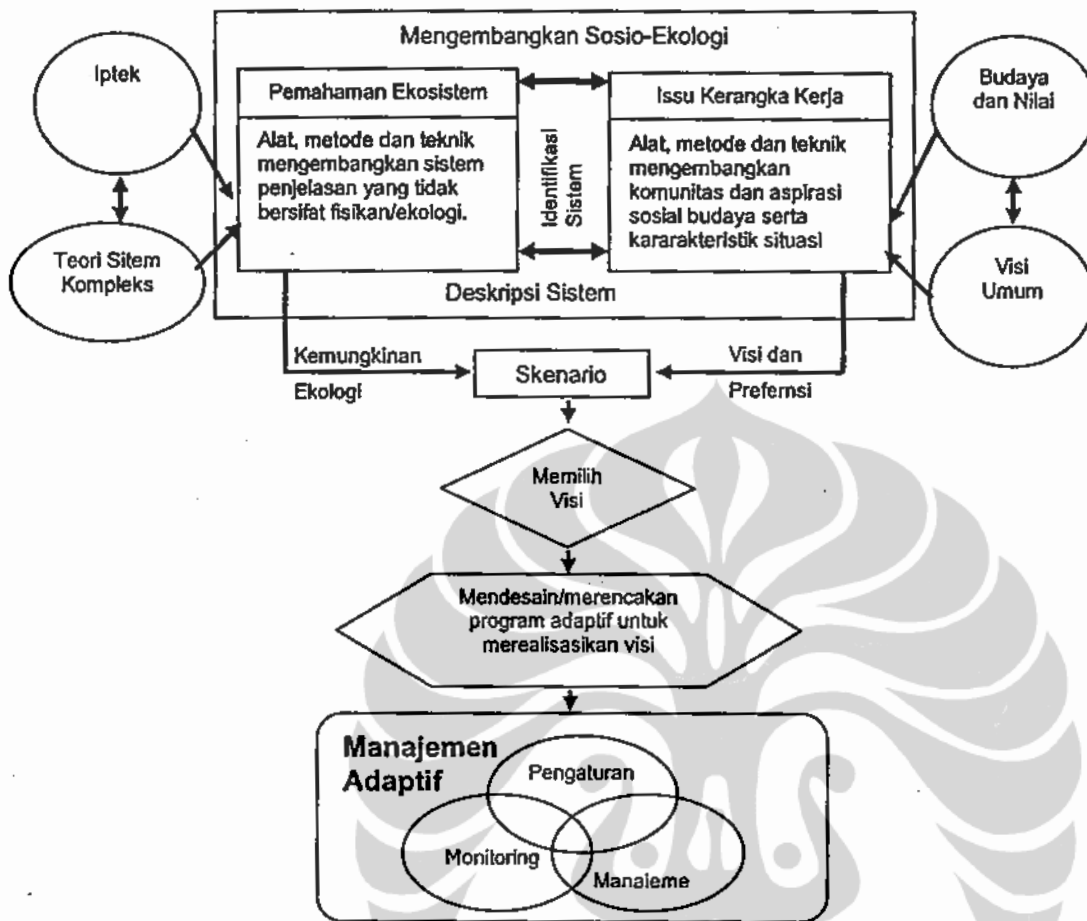 Mengembangkan Sosio-Ekologi
Iptek
Teori Sitem
Kompleks
Pemahaman Ekosistem
Alat, metode dan teknik
mengembangkan sistem
penjelasan yang tidak
bersifat fisikan/ekologi.
Identifikasi
Sistem
Issu Kerangka Kerja
Alat, metode dan teknik
mengembangkan
komunitas dan aspirasi
sosial budaya serta
kararakteristik situasi
Budaya
dan Nilai
Visi
Umum
Deskripsi Sistem
Kemungkinan
Ekologi
Skenario
Visi dan
Prefernsi
Memilih
Visi
Mendesain/merencakan
program adaptif untuk
merealisasikan visi
Manajemen
Adaptif
Pengaturan
Monitoring
Manaieme